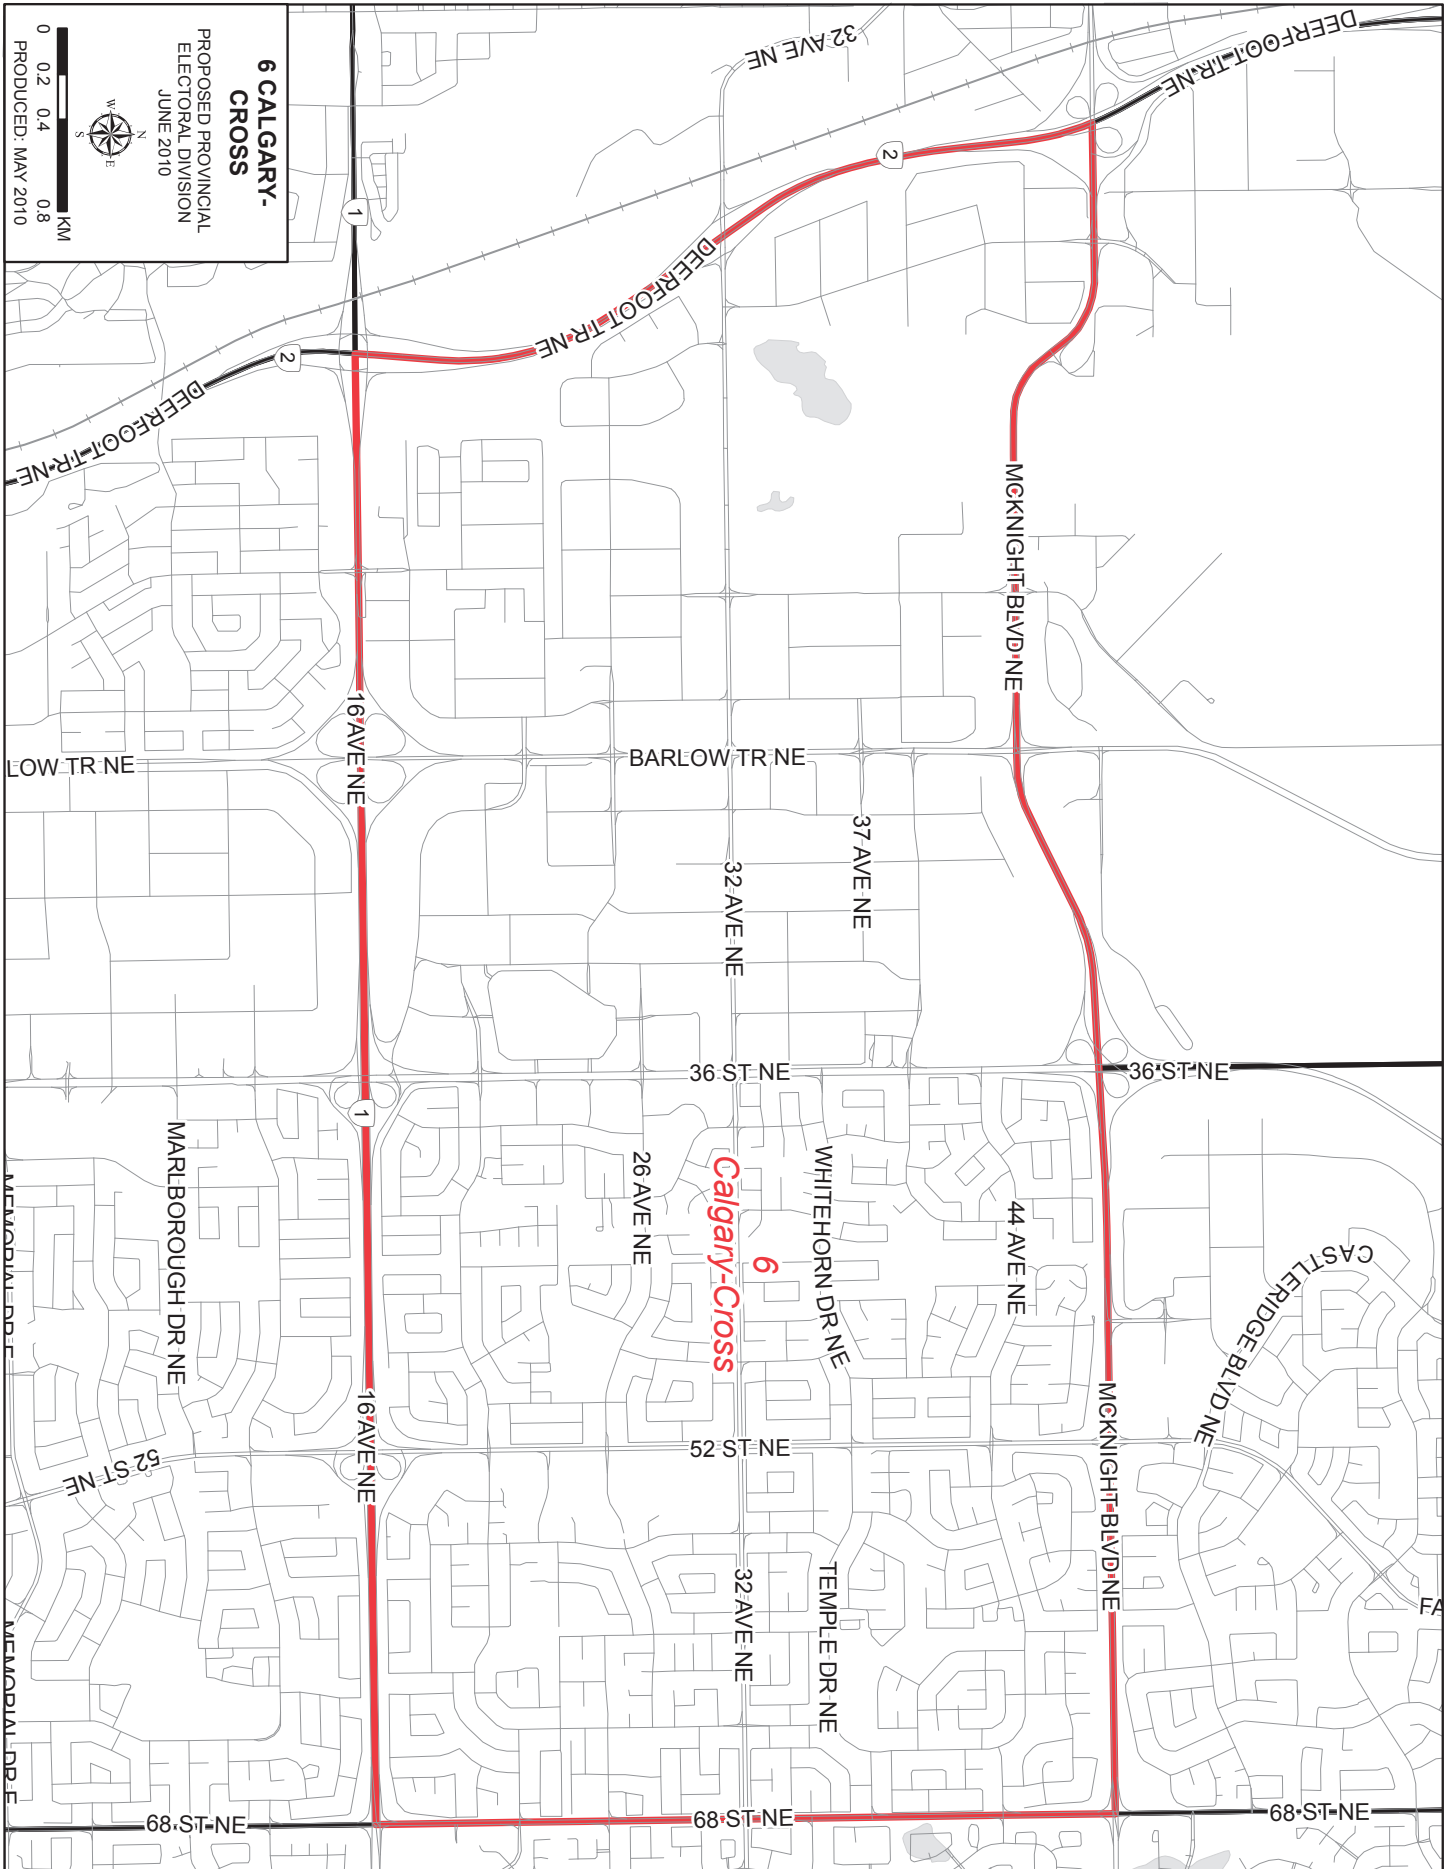 6 CALGARY-
CROSS
PROPOSED PROVINCIAL
ELECTORAL DIVISION
JUNE 2010
N
W
E
S
0 0.2 0.4 0.8
KM
PRODUCED: MAY 2010
32 AVE NE
DEERFOOT TR NE
2
1
DEERFOOT TR NE
2
DEERFOOT TR NE
MCKNIGHT BLVD NE
16 AVE NE
LOW TR NE
BARLOW TR NE
37 AVE NE
32 AVE NE
36 ST NE
36 ST NE
1
MARLBOROUGH DR NE
26 AVE NE
WHITEHORN DR NE
44 AVE NE
6
Calgary-Cross
CASTLERIDGE BLVD NE
MEMORIAL DR E
16 AVE NE
52 ST NE
52 ST NE
MCKNIGHT BLVD NE
FA
32 AVE NE
TEMPLE DR NE
MEMORIAL DR E
68 ST NE
68 ST NE
68 ST NE